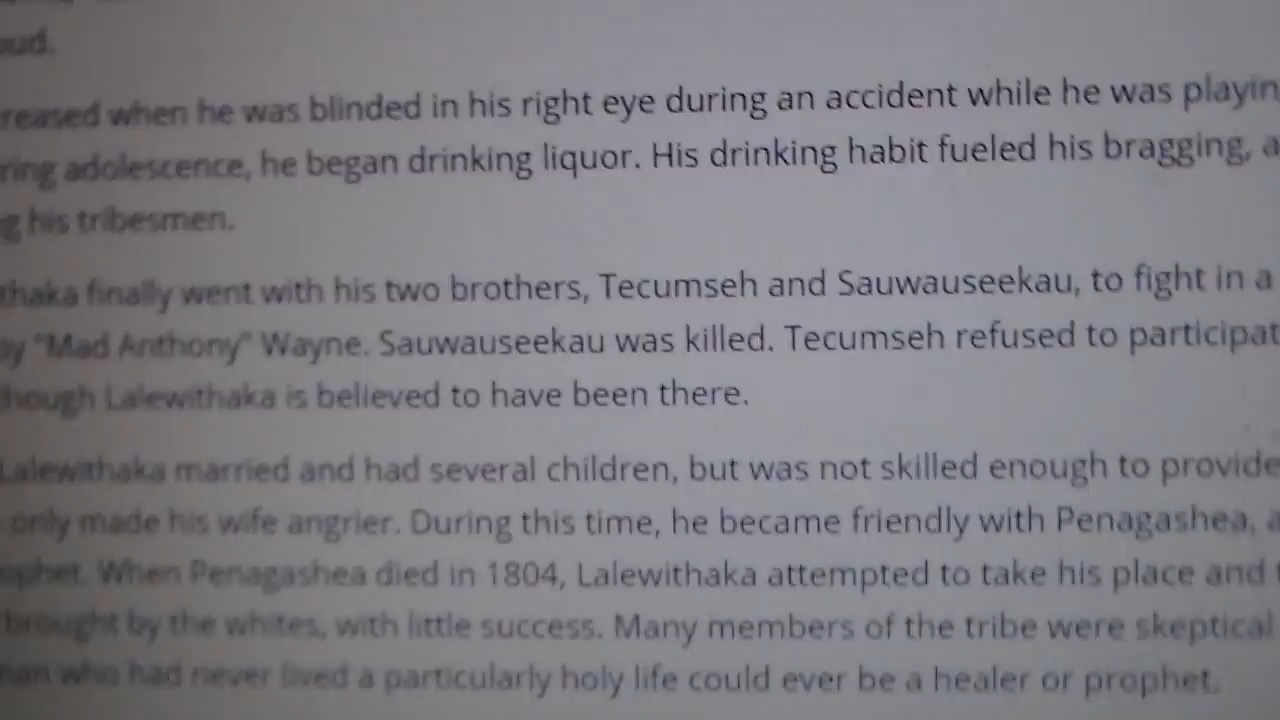 oud.
reased when he was blinded in his right eye during an accident while he was playin
ring adolescence, he began drinking liquor. His drinking habit fueled his bragging, a
g his tribesmen.
thaka finally went with his two brothers, Tecumseh and Sauwauseekau, to fight in a
by "Mad Anthony" Wayne. Sauwauseekau was killed. Tecumseh refused to participat
hough Lalewithaka is believed to have been there.
Lalewithaka married and had several children, but was not skilled enough to provide
only made his wife angrier. During this time, he became friendly with Penagashea, a
ophet. When Penagashea died in 1804, Lalewithaka attempted to take his place and t
brought by the whites, with little success. Many members of the tribe were skeptical
man who had never lived a particularly holy life could ever be a healer or prophet.